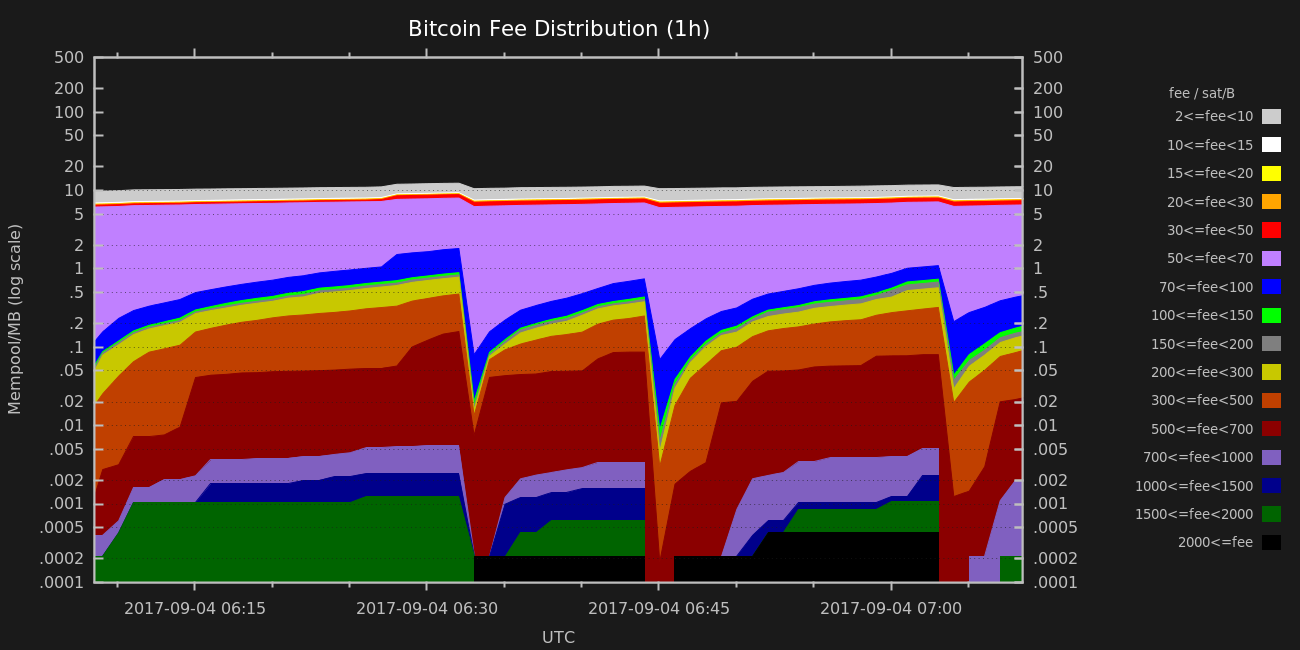 Bitcoin Fee Distribution (1h)
500
200
100
50
20
10
5
2
1
.5
.2
.1
.05
.02
.01
.005
.002
.001
.0005
.0002
.0001
Mempool/MB (log scale)
500
200
100
50
20
10
5
2
1
.5
.2
.1
.05
.02
.01
.005
.002
.001
.0005
.0002
.0001
fee / sat/B
2<=fee<10
10<=fee<15
15<=fee<20
20<=fee<30
30<=fee<50
50<=fee<70
70<=fee<100
100<=fee<150
150<=fee<200
200<=fee<300
300<=fee<500
500<=fee<700
700<=fee<1000
1000<=fee<1500
1500<=fee<2000
2000<=fee
2017-09-04 06:15 2017-09-04 06:30 2017-09-04 06:45 2017-09-04 07:00
UTC